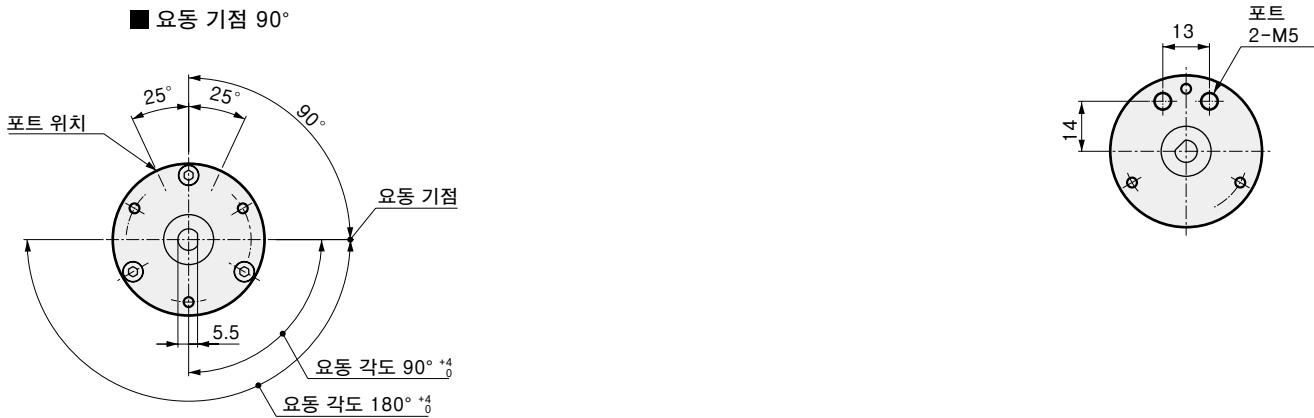 ■ 요동 기점 90°
25°
25°
90°
포트 위치
요동 기점
5.5
요동 각도 90° +4 0
요동 각도 180° +4 0
포트
2-M5
13
14